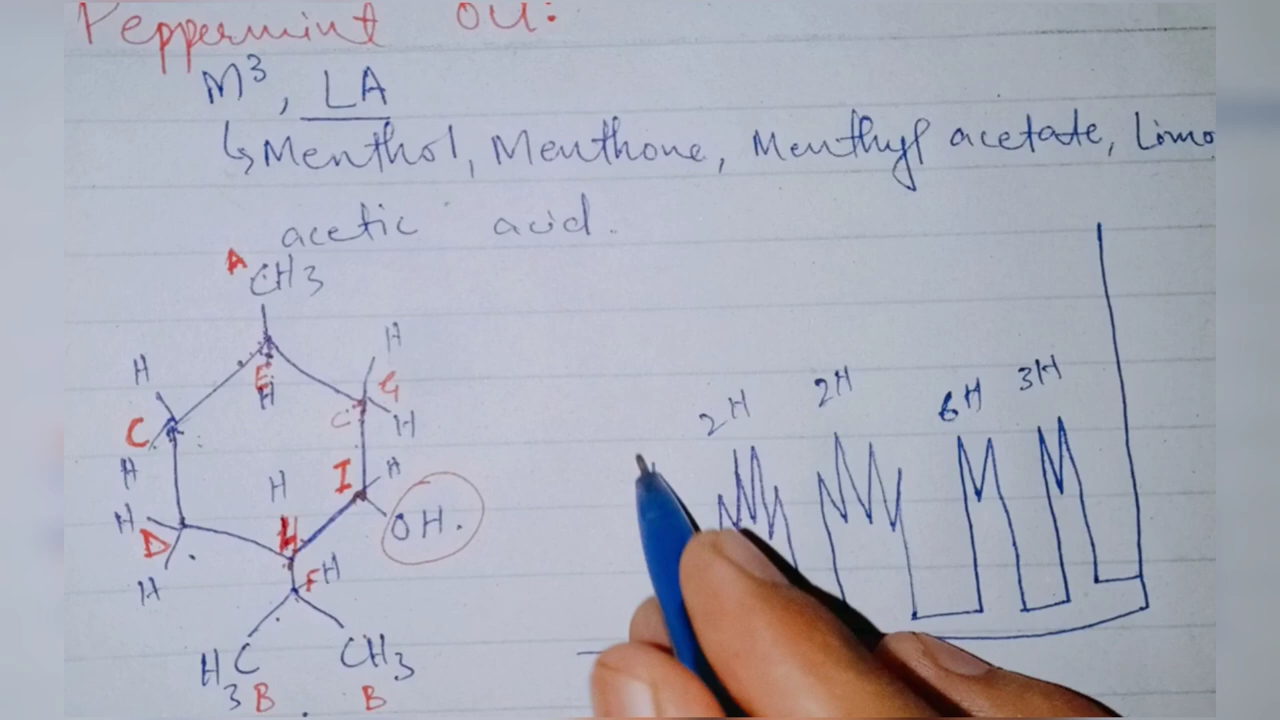 Peppermint Oil:
M³, LA
↳ Menthol, Menthone, Menthyl acetate, Limo
acetic acid.
A
CH3
H
H
E
H
G
C
H
C
H
H
I
H
H
H
OH.
D
H
F
H
H
H3C
CH3
B
B
2H
2H
6H
3H